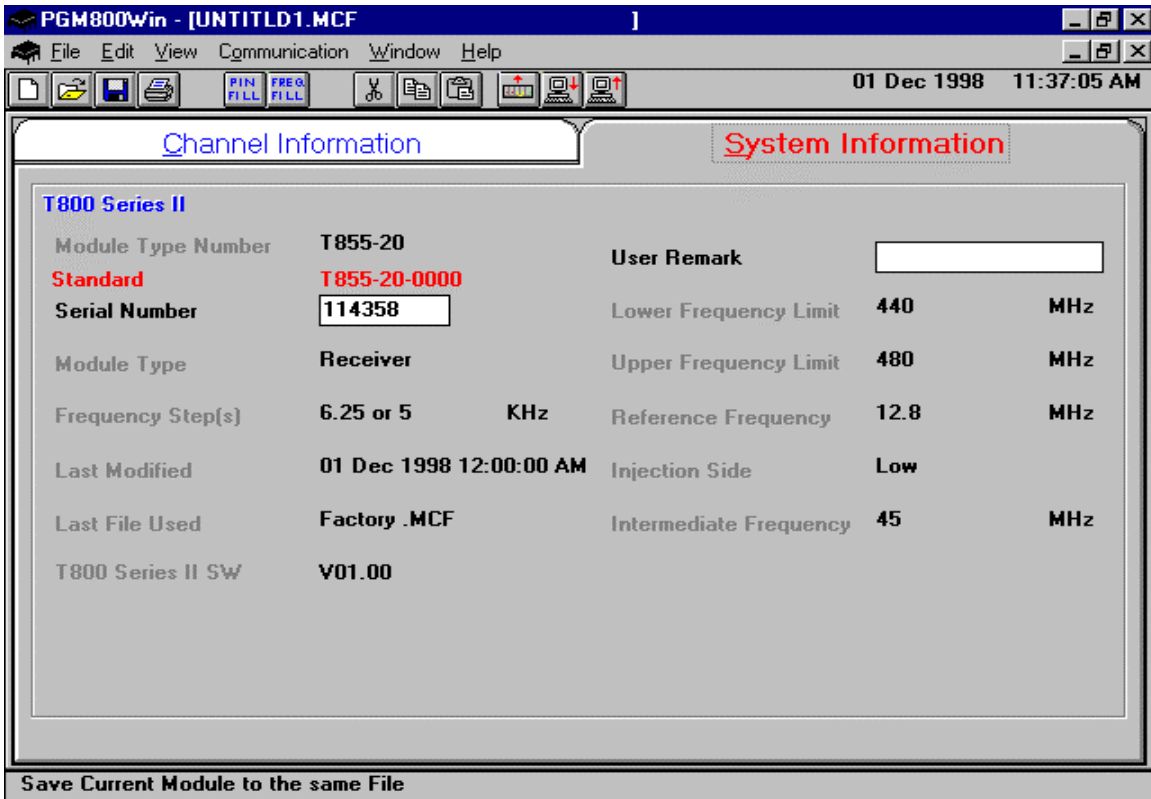 PGM800Win - [UNTITLD1.MCF ]
File Edit View Communication Window Help
PIN FILL FREQ FILL
01 Dec 1998 11:37:05 AM
Channel Information
System Information
T800 Series II
Module Type Number T855-20
Standard T855-20-0000
Serial Number 114358
Module Type Receiver
Frequency Step(s) 6.25 or 5 KHz
Last Modified 01 Dec 1998 12:00:00 AM
Last File Used Factory .MCF
T800 Series II SW V01.00
User Remark
Lower Frequency Limit 440 MHz
Upper Frequency Limit 480 MHz
Reference Frequency 12.8 MHz
Injection Side Low
Intermediate Frequency 45 MHz
Save Current Module to the same File